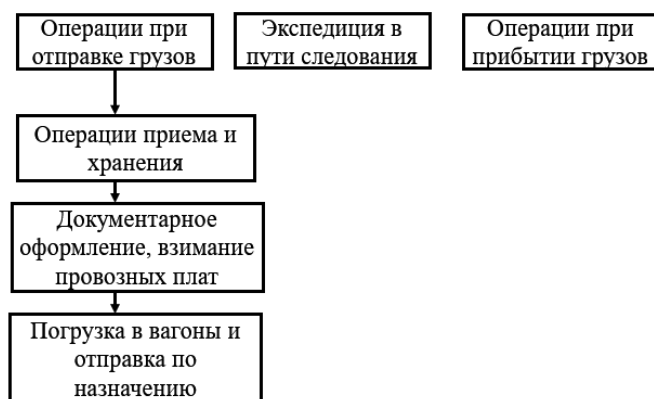 Операции при
отправке грузов
Экспедиция в
пути следования
Операции при
прибытии грузов
Операции приема и
хранения
Документарное
оформление, взимание
провозных плат
Погрузка в вагоны и
отправка по
назначению